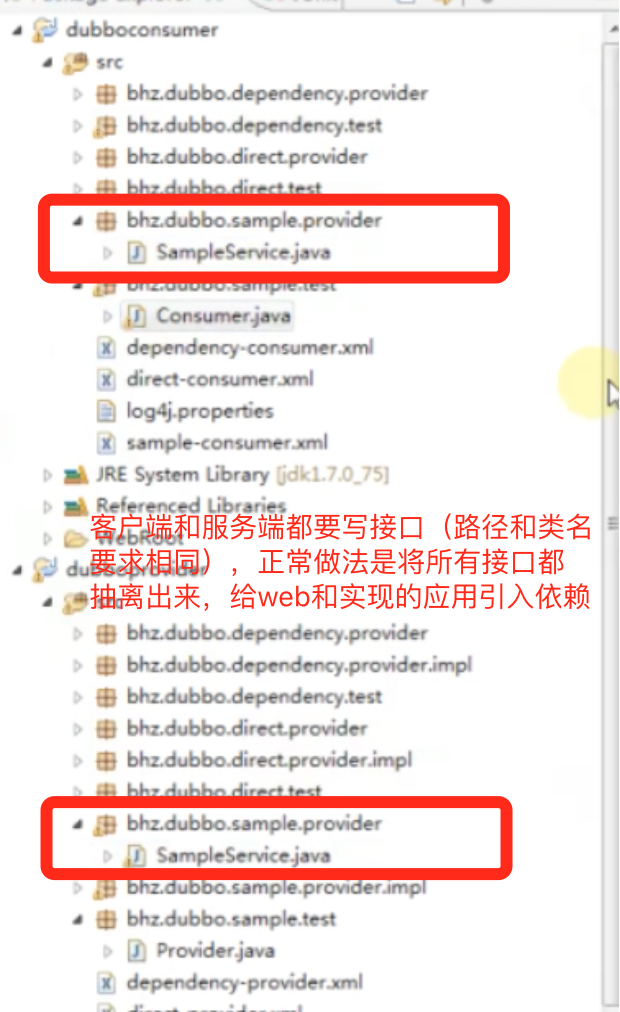 dubboconsumer
src
bhz.dubbo.dependency.provider
bhz.dubbo.dependency.test
bhz.dubbo.direct.provider
bhz.dubbo.direct.test
bhz.dubbo.sample.provider
SampleService.java
bhz.dubbo.sample.test
Consumer.java
dependency-consumer.xml
direct-consumer.xml
log4j.properties
sample-consumer.xml
JRE System Library [jdk1.7.0_75]
Referenced Libraries
客户端和服务端都要写接口（路径和类名
WebRoot
要求相同），正常做法是将所有接口都
dubboprovider
抽离出来，给web和实现的应用引入依赖
src
bhz.dubbo.dependency.provider
bhz.dubbo.dependency.provider.impl
bhz.dubbo.dependency.test
bhz.dubbo.direct.provider
bhz.dubbo.direct.provider.impl
bhz.dubbo.direct.test
bhz.dubbo.sample.provider
SampleService.java
bhz.dubbo.sample.provider.impl
bhz.dubbo.sample.test
Provider.java
dependency-provider.xml
direct-provider.xml